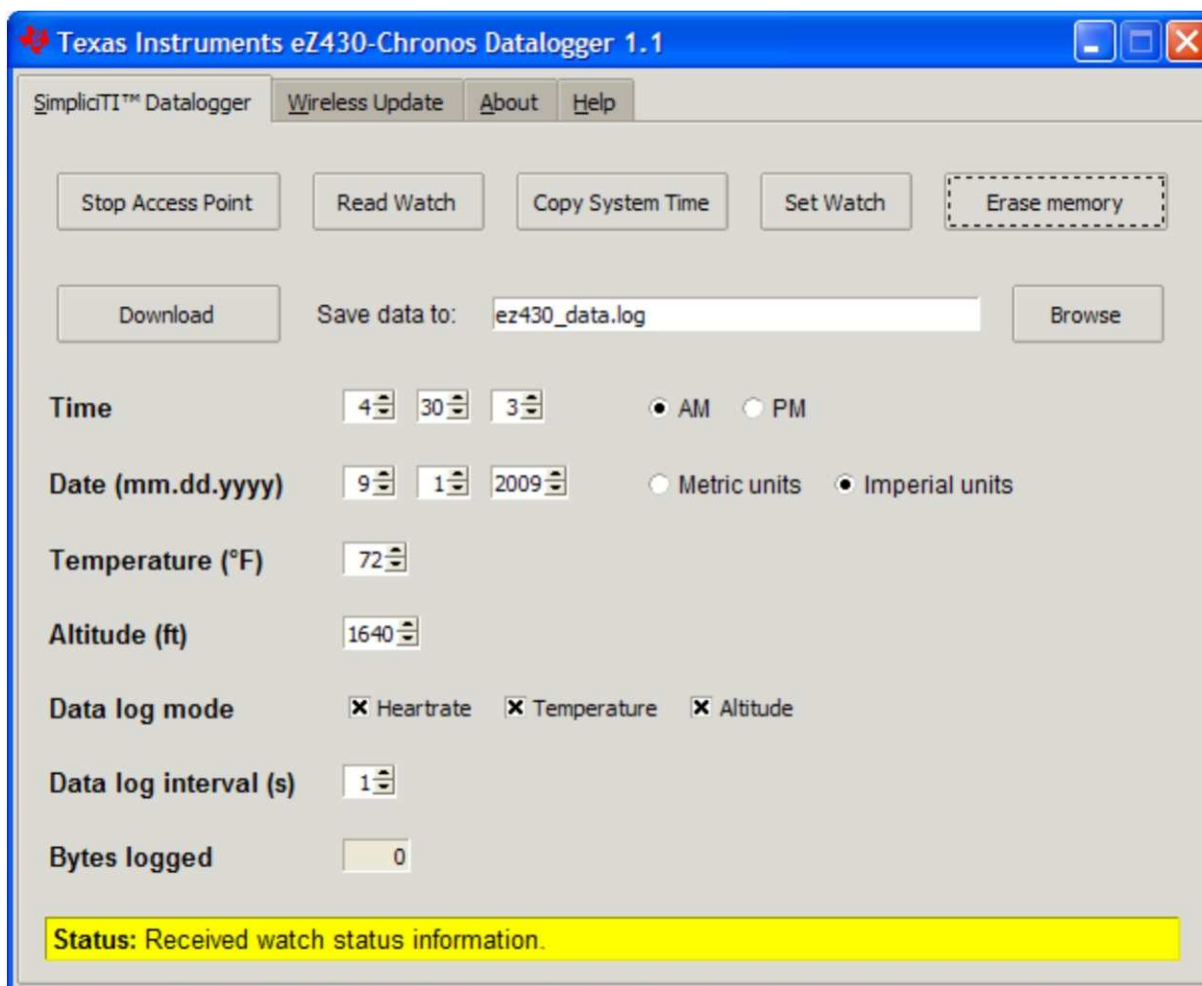 Texas Instruments eZ430-Chronos Datalogger 1.1
SimpliciTI™ Datalogger Wireless Update About Help
Stop Access Point Read Watch Copy System Time Set Watch Erase memory
Download Save data to: ez430_data.log Browse
Time 4 30 3 AM PM
Date (mm.dd.yyyy) 9 1 2009 Metric units Imperial units
Temperature (°F) 72
Altitude (ft) 1640
Data log mode Heartrate Temperature Altitude
Data log interval (s) 1
Bytes logged 0
Status: Received watch status information.